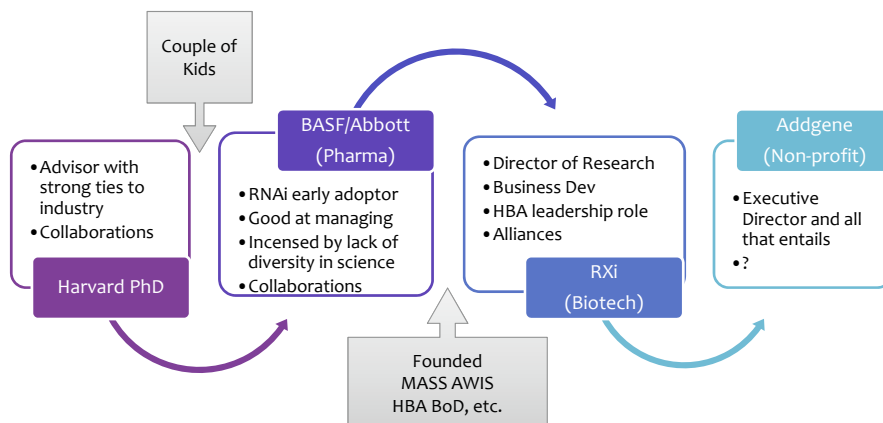 Couple of
Kids
Harvard PhD
• Advisor with
strong ties to
industry
• Collaborations
BASF/Abbott
(Pharma)
• RNAi early adoptor
• Good at managing
• Incensed by lack of
diversity in science
• Collaborations
Founded
MASS AWIS
HBA BoD, etc.
• Director of Research
• Business Dev
• HBA leadership role
• Alliances
RXi
(Biotech)
Addgene
(Non-profit)
• Executive
Director and all
that entails
• ?